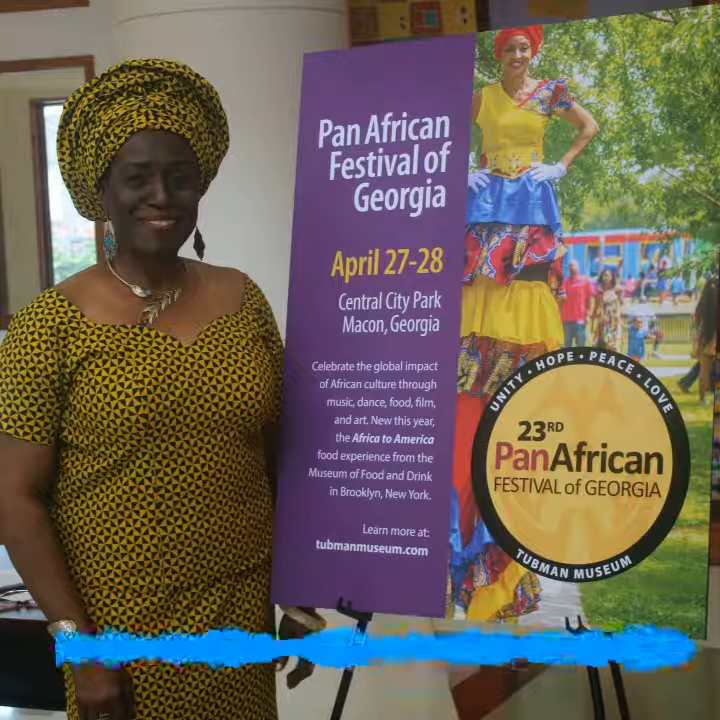 Pan African
Festival of
Georgia
April 27-28
Central City Park
Macon, Georgia
Celebrate the global impact
of African culture through
music, dance, food, film,
and art. New this year,
the Africa to America
food experience from the
Museum of Food and Drink
in Brooklyn, New York.
Learn more at:
tubmanmuseum.com
UNITY • HOPE • PEACE • LOVE
23RD
PanAfrican
FESTIVAL of GEORGIA
TUBMAN MUSEUM